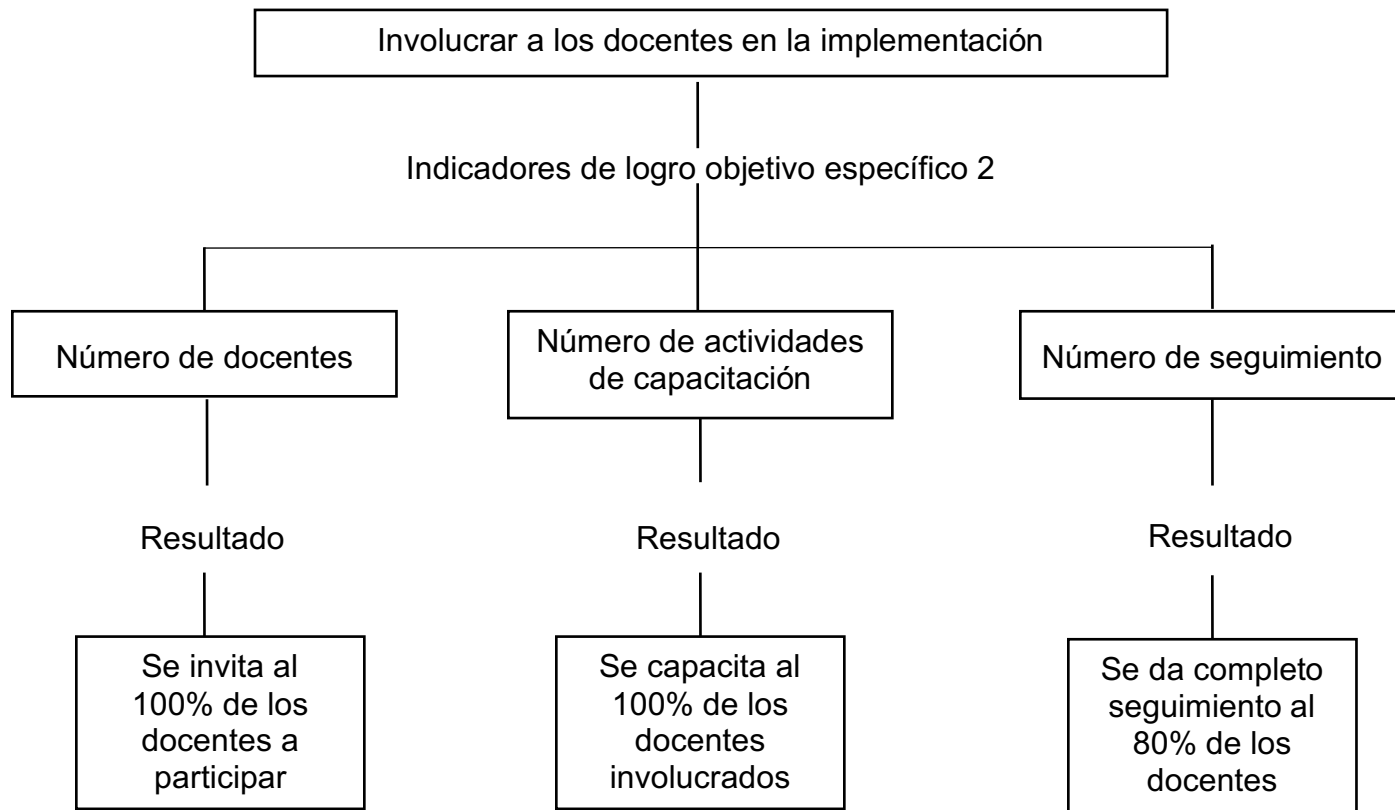 Involucrar a los docentes en la implementación
Indicadores de logro objetivo específico 2
Número de docentes
Número de actividades
de capacitación
Número de seguimiento
Resultado
Resultado
Resultado
Se invita al
100% de los
docentes a
participar
Se capacita al
100% de los
docentes
involucrados
Se da completo
seguimiento al
80% de los
docentes